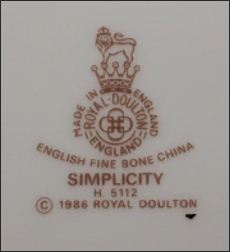 MADE IN ENGLAND
ROYAL · DOULTON
ENGLAND
ENGLISH FINE BONE CHINA
SIMPLICITY
H. 5112
© 1986 ROYAL DOULTON